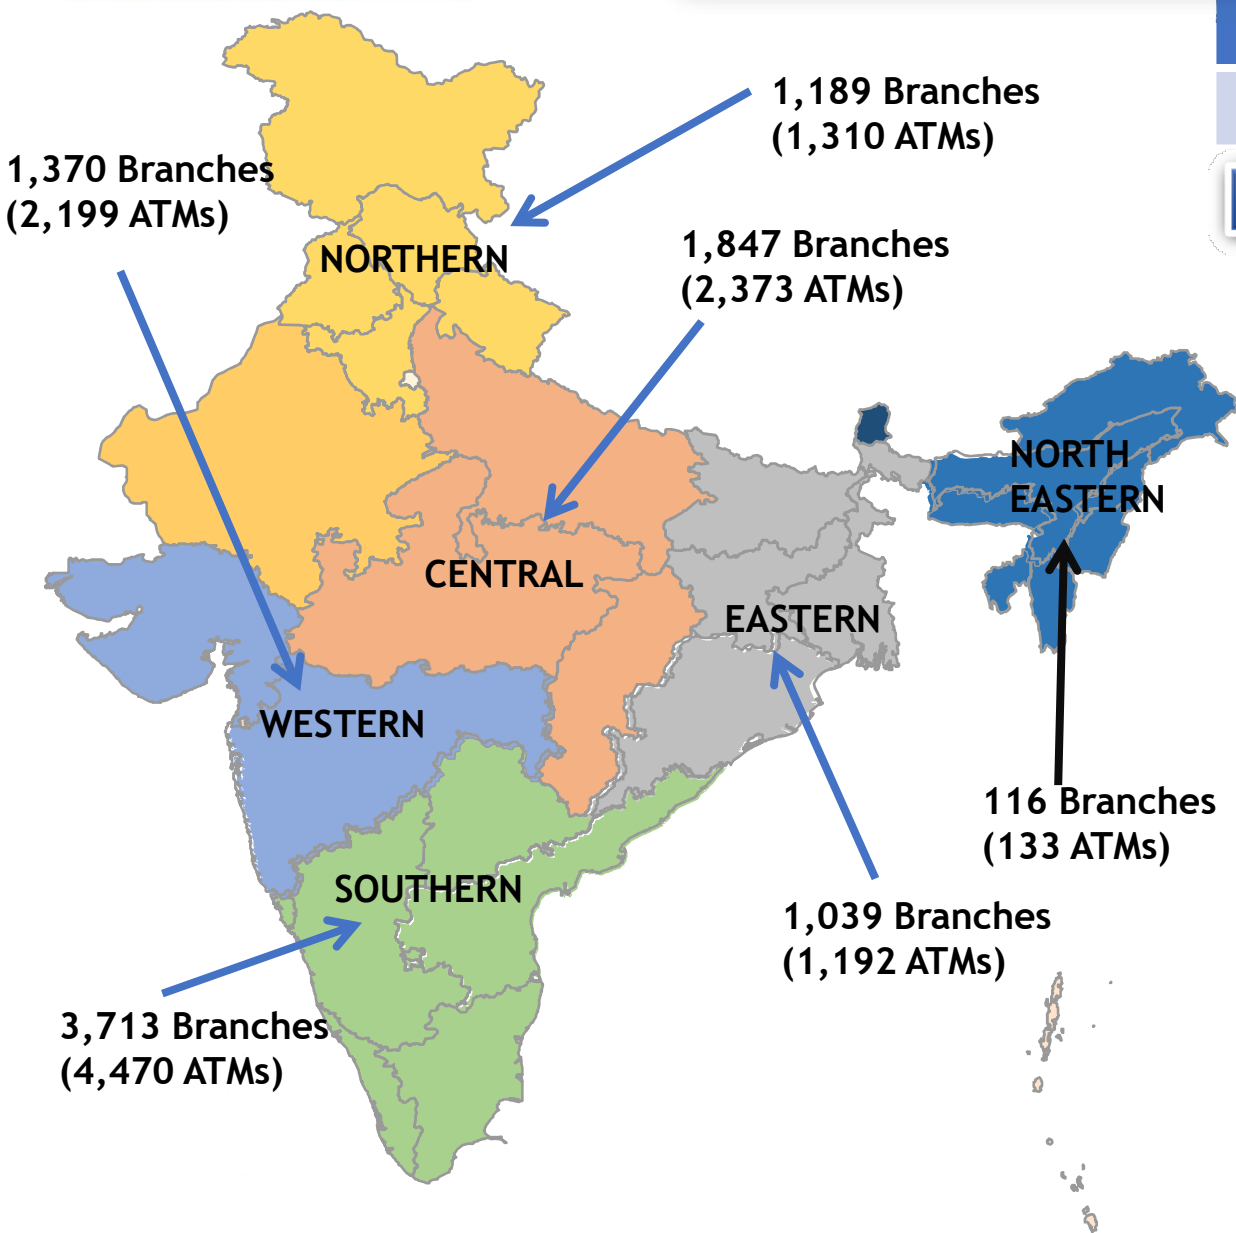 1,189 Branches
(1,310 ATMs)
1,370 Branches
(2,199 ATMs)
NORTHERN
1,847 Branches
(2,373 ATMs)
NORTH
EASTERN
CENTRAL
EASTERN
WESTERN
116 Branches
(133 ATMs)
SOUTHERN
1,039 Branches
(1,192 ATMs)
3,713 Branches
(4,470 ATMs)